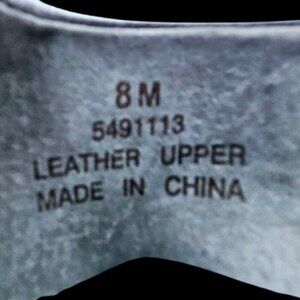 8 M
5491113
LEATHER UPPER
MADE IN CHINA